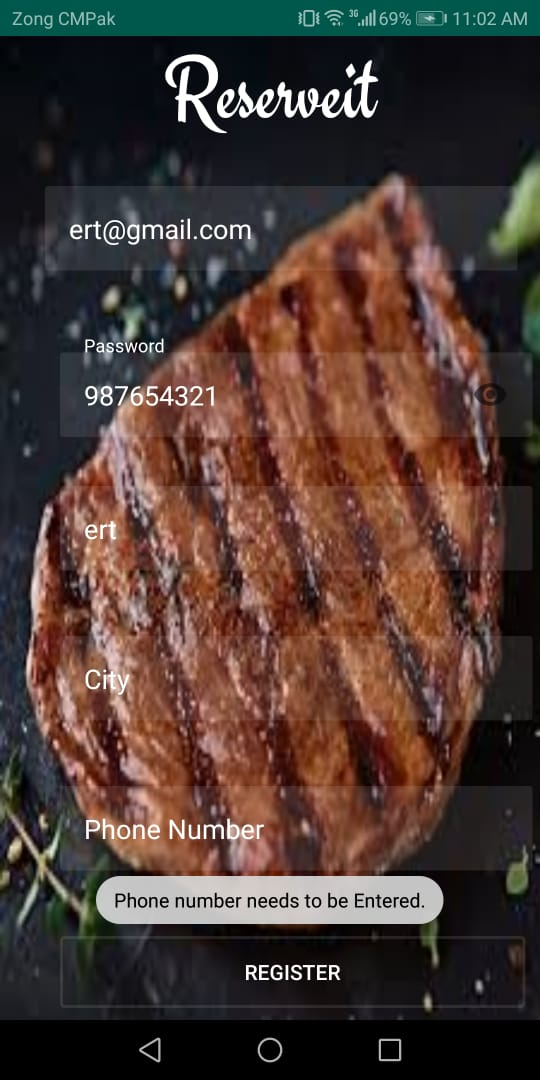 Zong CMPak 3G 69% 11:02 AM
Reserveit
ert@gmail.com
Password
987654321
ert
City
Phone Number
Phone number needs to be Entered.
REGISTER